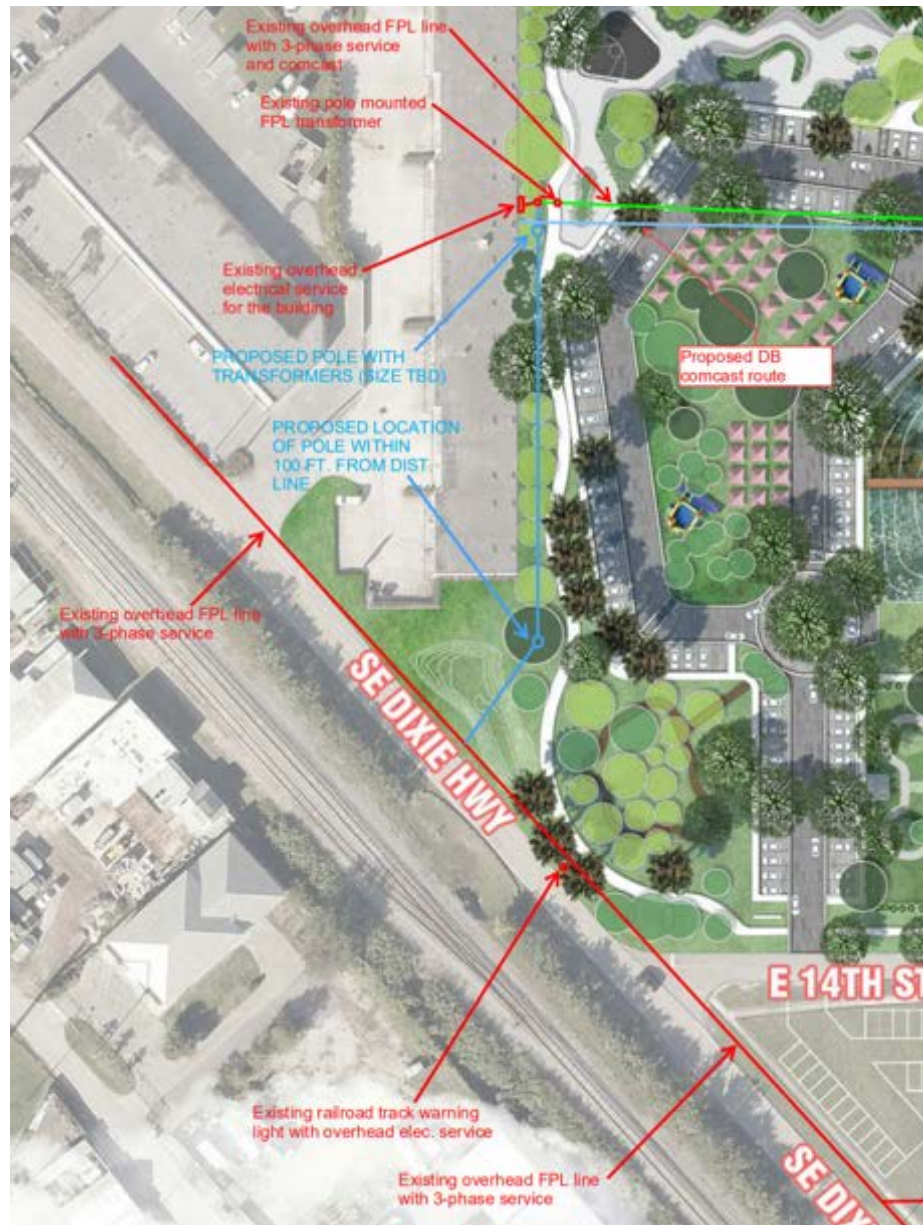 Existing overhead FPL line
with 3-phase service
and comcast
Existing pole mounted
FPL transformer
Existing overhead
electrical service
for the building
PROPOSED POLE WITH
TRANSFORMERS (SIZE TBD)
Proposed DB
comcast route
PROPOSED LOCATION
OF POLE WITHIN
100 FT. FROM DIST.
LINE
Existing overhead FPL line
with 3-phase service
SE DIXIE HWY
E 14TH ST
Existing railroad track warning
light with overhead elec. service
Existing overhead FPL line
with 3-phase service
SE DIX